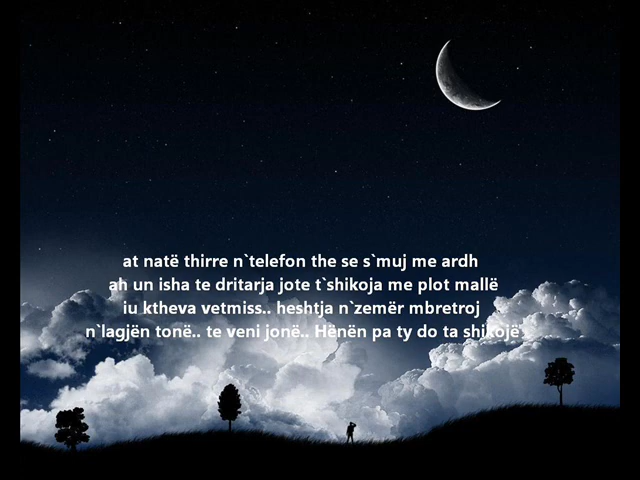 at natë thirre n`telefon the se s`muj me ardh
ah un isha te dritarja jote t`shikoja me plot mallë
iu ktheva vetmiss.. heshtja n`zemër mbretroj
n`lagjën tonë.. te veni jonë.. Hënën pa ty do ta shikojë